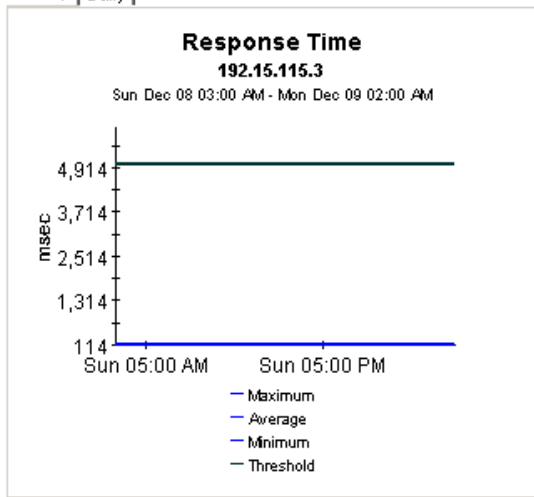 Response Time
192.15.115.3
Sun Dec 08 03:00 AM - Mon Dec 09 02:00 AM
msec
4,914
3,714
2,514
1,314
114
Sun 05:00 AM
Sun 05:00 PM
Maximum
Average
Minimum
Threshold